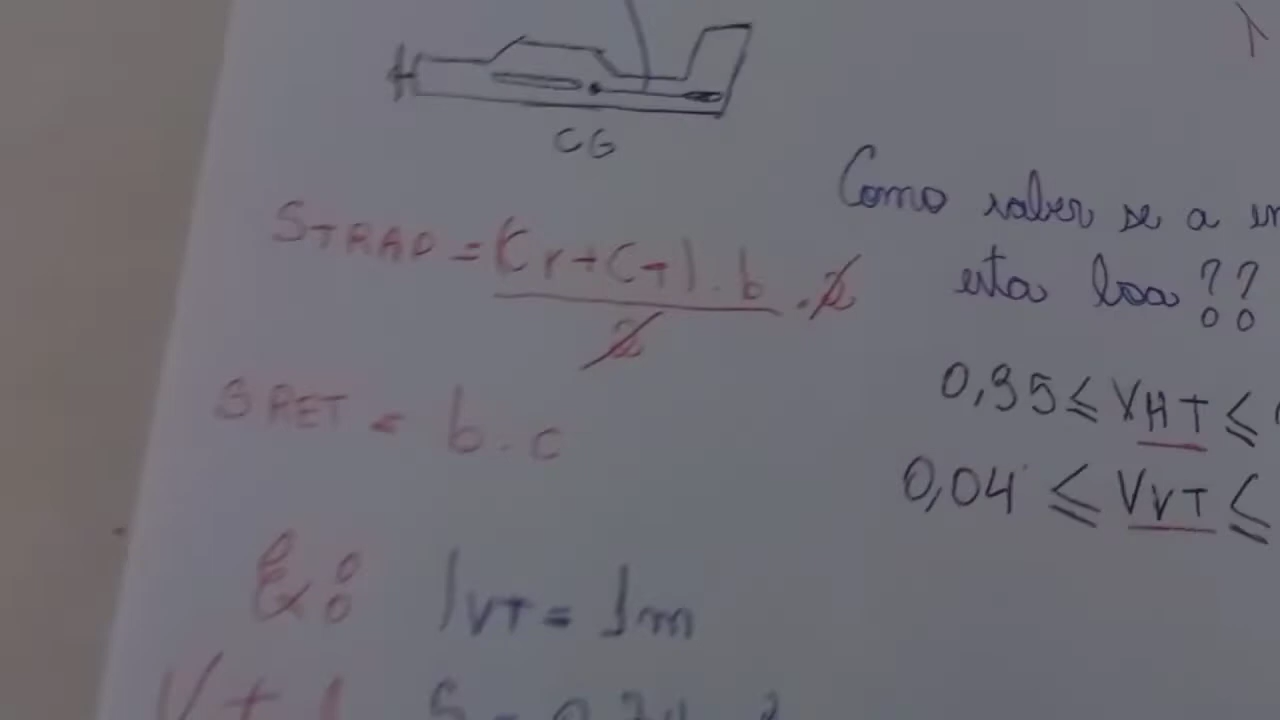 CG
STRAP = (Cr+CT).b . 2
2
SRET = b.c
Ex: lVT = 1m
Como saber se a
esta boa??
0,35 ≤ VHT ≤
0,04 ≤ VVT ≤